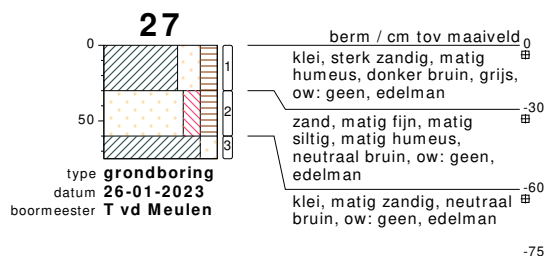 27
berm / cm tov maaiveld
0
0
1
klei, sterk zandig, matig
humeus, donker bruin, grijs,
ow: geen, edelman
-30
2
50
zand, matig fijn, matig
siltig, matig humeus,
neutraal bruin, ow: geen,
edelman
3
-60
klei, matig zandig, neutraal
bruin, ow: geen, edelman
-75
type grondboring
datum 26-01-2023
boormeester T vd Meulen